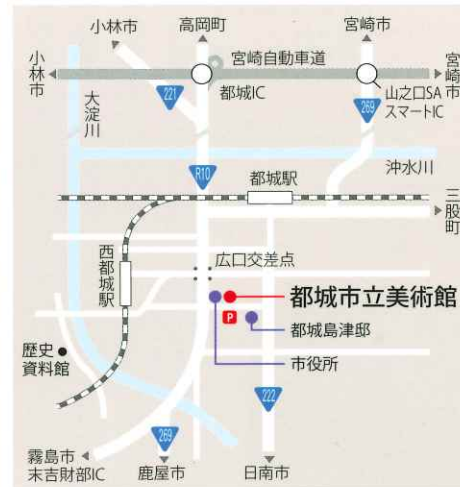 小林市
高岡町
宮崎市
小林市
宮崎自動車道
宮崎市
大淀川
221
都城IC
269
山之口SA
スマートIC
沖水川
R10
都城駅
三股町
西都城駅
広口交差点
都城市立美術館
P
都城島津邸
歴史
資料館
市役所
222
269
霧島市
末吉財部IC
鹿屋市
日南市